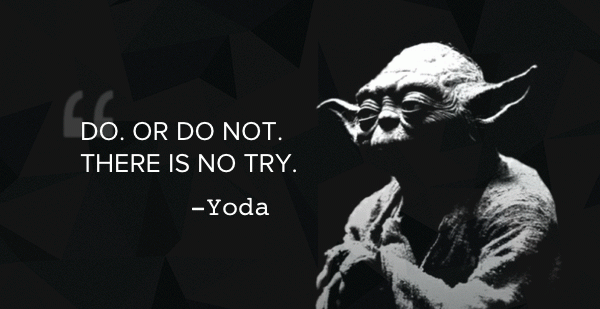 “
DO. OR DO NOT.
THERE IS NO TRY.
–Yoda